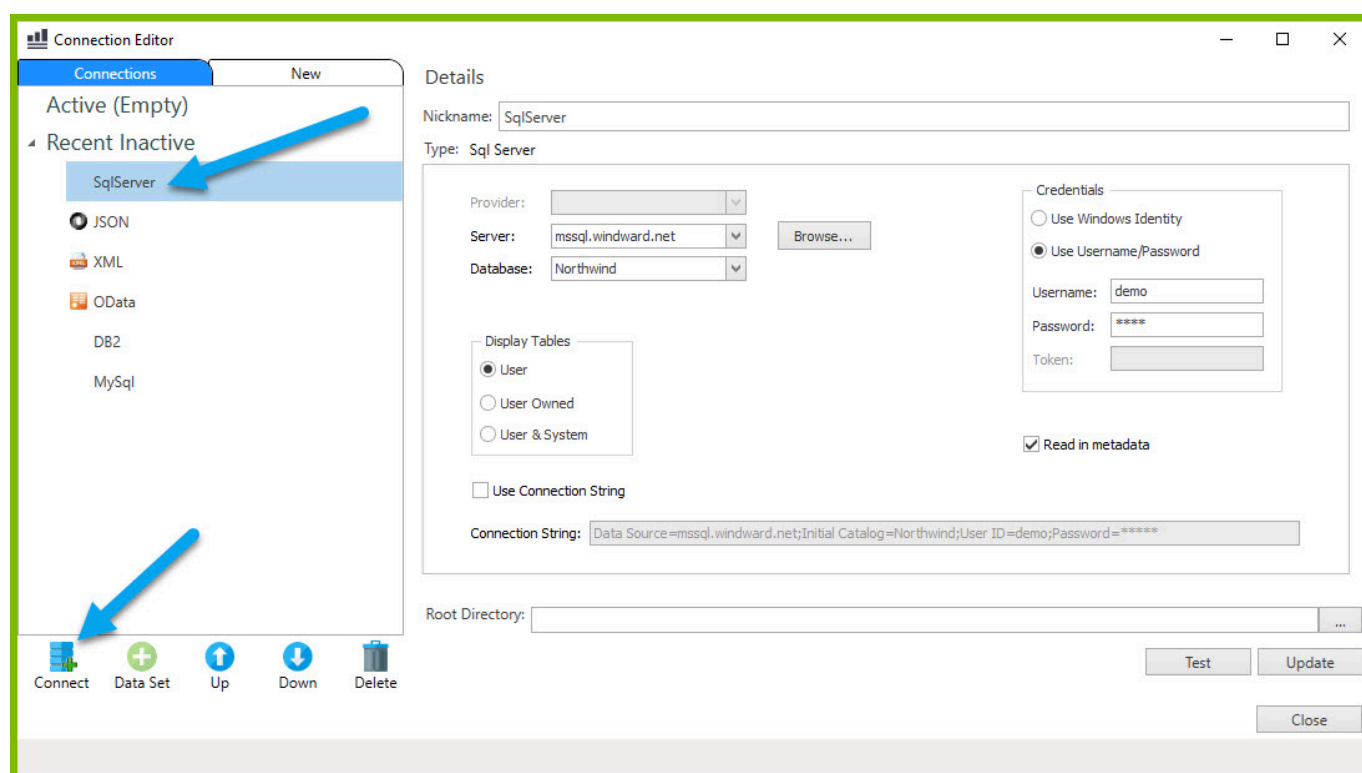 Connection Editor
Connections New
Active (Empty)
Recent Inactive
SqlServer
JSON
XML
OData
DB2
MySql
Connect Data Set Up Down Delete
Details
Nickname: SqlServer
Type: Sql Server
Provider:
Server: mssql.windward.net Browse...
Database: Northwind
Display Tables
User
User Owned
User & System
Credentials
Use Windows Identity
Use Username/Password
Username: demo
Password: ****
Token:
Read in metadata
Use Connection String
Connection String: Data Source=mssql.windward.net;Initial Catalog=Northwind;User ID=demo;Password=*****
Root Directory: ...
Test Update
Close